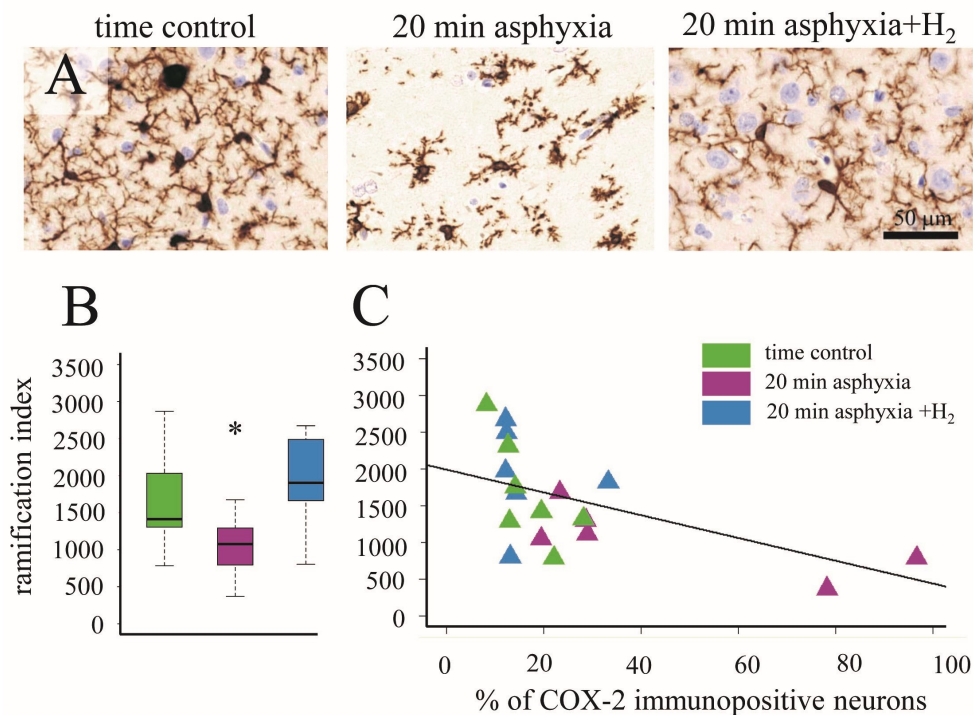 time control
20 min asphyxia
20 min asphyxia+H₂
A
50 μm
B
ramification index
3500
3000
2500
2000
1500
1000
500
0
*
C
3500
3000
2500
2000
1500
1000
500
0
time control
20 min asphyxia
20 min asphyxia +H₂
0
20
40
60
80
100
% of COX-2 immunopositive neurons